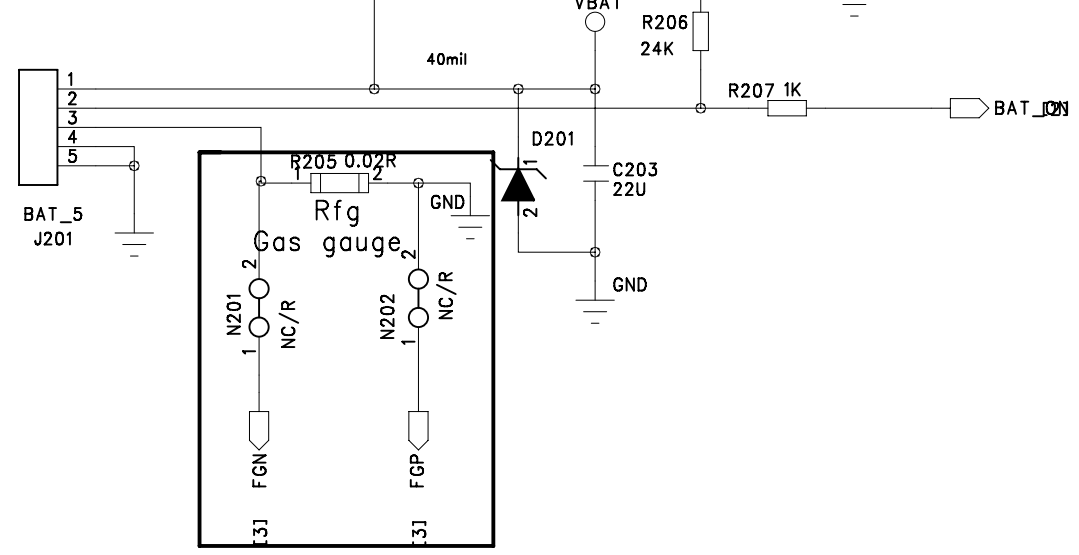 VBAT
R206
24K
40mil
1
2
3
4
5
R207 1K
BAT_ON
D201
1
2
R205 0.02R
1
2
C203
22U
GND
Rfg
Gas gauge
BAT_5
J201
2
2
GND
N201
NC/R
N202
NC/R
1
1
FGN
FGP
[3]
[3]